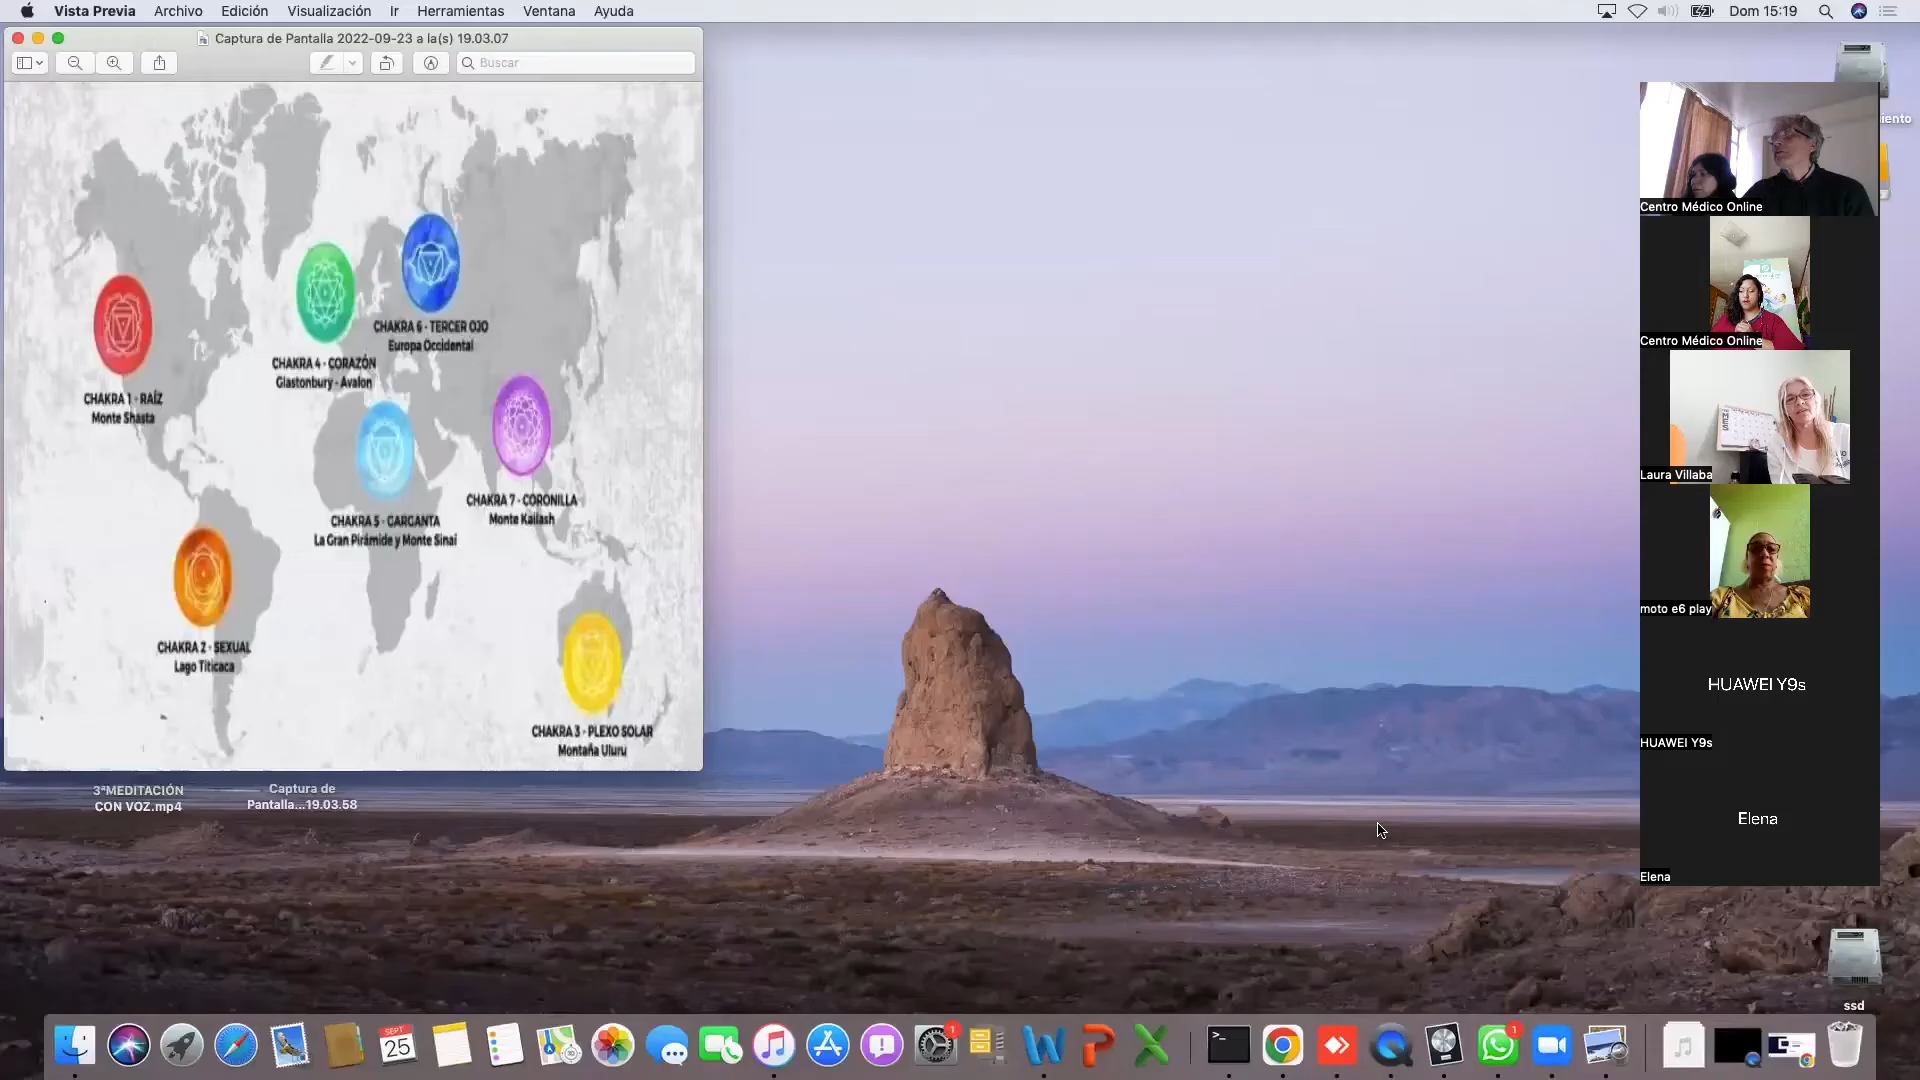 Vista Previa Archivo Edición Visualización Ir Herramientas Ventana Ayuda
Dom 15:19
Captura de Pantalla 2022-09-23 a la(s) 19.03.07
Buscar
CHAKRA 1 - RAÍZ
Monte Shasta
CHAKRA 4 - CORAZÓN
Glastonbury - Avalon
CHAKRA 6 - TERCER OJO
Europa Occidental
CHAKRA 5 - GARGANTA
La Gran Pirámide y Monte Sinaí
CHAKRA 7 - CORONILLA
Monte Kailash
CHAKRA 2 - SEXUAL
Lago Titicaca
CHAKRA 3 - PLEXO SOLAR
Montaña Uluru
3ªMEDITACIÓN
CON VOZ.mp4
Captura de
Pantalla...19.03.58
iento
Centro Médico Online
Centro Médico Online
Laura Villaba
moto e6 play
HUAWEI Y9s
HUAWEI Y9s
Elena
Elena
ssd
SEPT
25
1
1